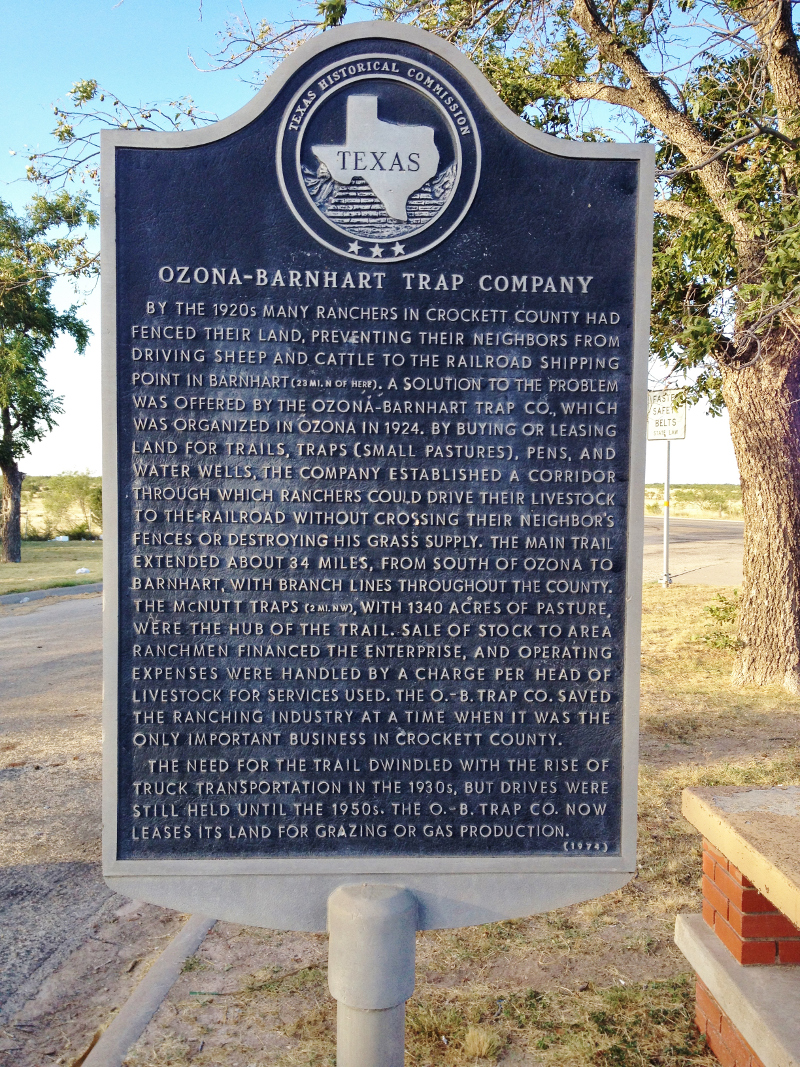 TEXAS HISTORICAL COMMISSION
TEXAS
OZONA-BARNHART TRAP COMPANY
BY THE 1920s MANY RANCHERS IN CROCKETT COUNTY HAD
FENCED THEIR LAND, PREVENTING THEIR NEIGHBORS FROM
DRIVING SHEEP AND CATTLE TO THE RAILROAD SHIPPING
POINT IN BARNHART (23 MI. N OF HERE). A SOLUTION TO THE PROBLEM
WAS OFFERED BY THE OZONA-BARNHART TRAP CO., WHICH
WAS ORGANIZED IN OZONA IN 1924. BY BUYING OR LEASING
LAND FOR TRAILS, TRAPS (SMALL PASTURES), PENS, AND
WATER WELLS, THE COMPANY ESTABLISHED A CORRIDOR
THROUGH WHICH RANCHERS COULD DRIVE THEIR LIVESTOCK
TO THE RAILROAD WITHOUT CROSSING THEIR NEIGHBOR'S
FENCES OR DESTROYING HIS GRASS SUPPLY. THE MAIN TRAIL
EXTENDED ABOUT 34 MILES, FROM SOUTH OF OZONA TO
BARNHART, WITH BRANCH LINES THROUGHOUT THE COUNTY.
THE McNUTT TRAPS (2 MI. NW), WITH 1340 ACRES OF PASTURE,
WERE THE HUB OF THE TRAIL. SALE OF STOCK TO AREA
RANCHMEN FINANCED THE ENTERPRISE, AND OPERATING
EXPENSES WERE HANDLED BY A CHARGE PER HEAD OF
LIVESTOCK FOR SERVICES USED. THE O.-B. TRAP CO. SAVED
THE RANCHING INDUSTRY AT A TIME WHEN IT WAS THE
ONLY IMPORTANT BUSINESS IN CROCKETT COUNTY.
THE NEED FOR THE TRAIL DWINDLED WITH THE RISE OF
TRUCK TRANSPORTATION IN THE 1930s, BUT DRIVES WERE
STILL HELD UNTIL THE 1950s. THE O.-B. TRAP CO. NOW
LEASES ITS LAND FOR GRAZING OR GAS PRODUCTION.
(1974)
SAFETY
BELTS
STATE LAW